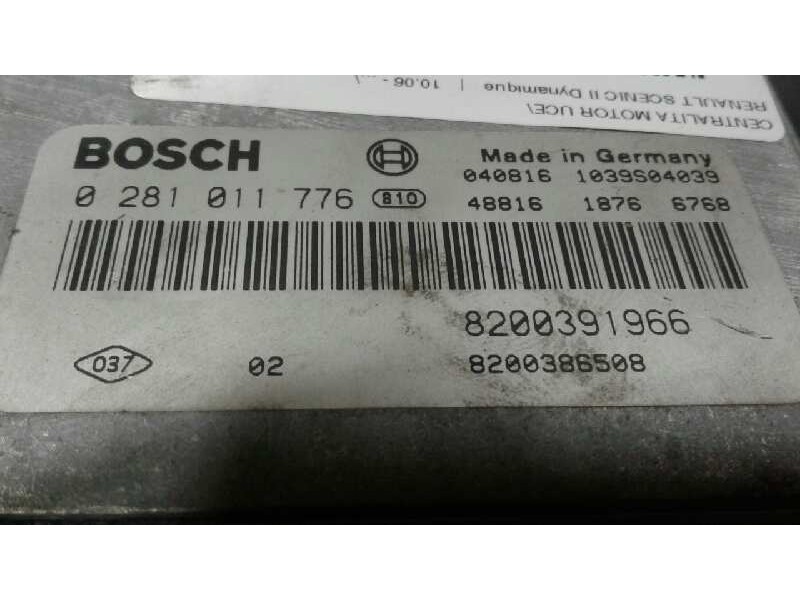 CENTRALITA MOTOR UCE\
RENAULT SCENIC II Dynamique | 10.06 - ...\
BOSCH
Made in Germany
040816 1039S04039
0 281 011 776 810
48816 1876 6768
8200391966
037 02 8200386508